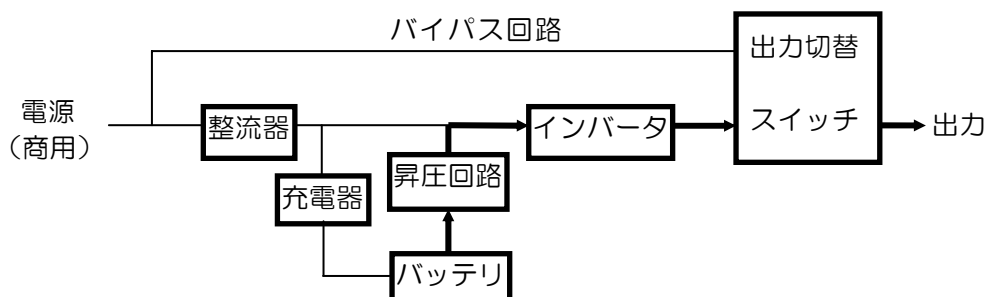 バイパス回路
出力切替
スイッチ
電源
（商用）
整流器
インバータ
出力
充電器
昇圧回路
バッテリ